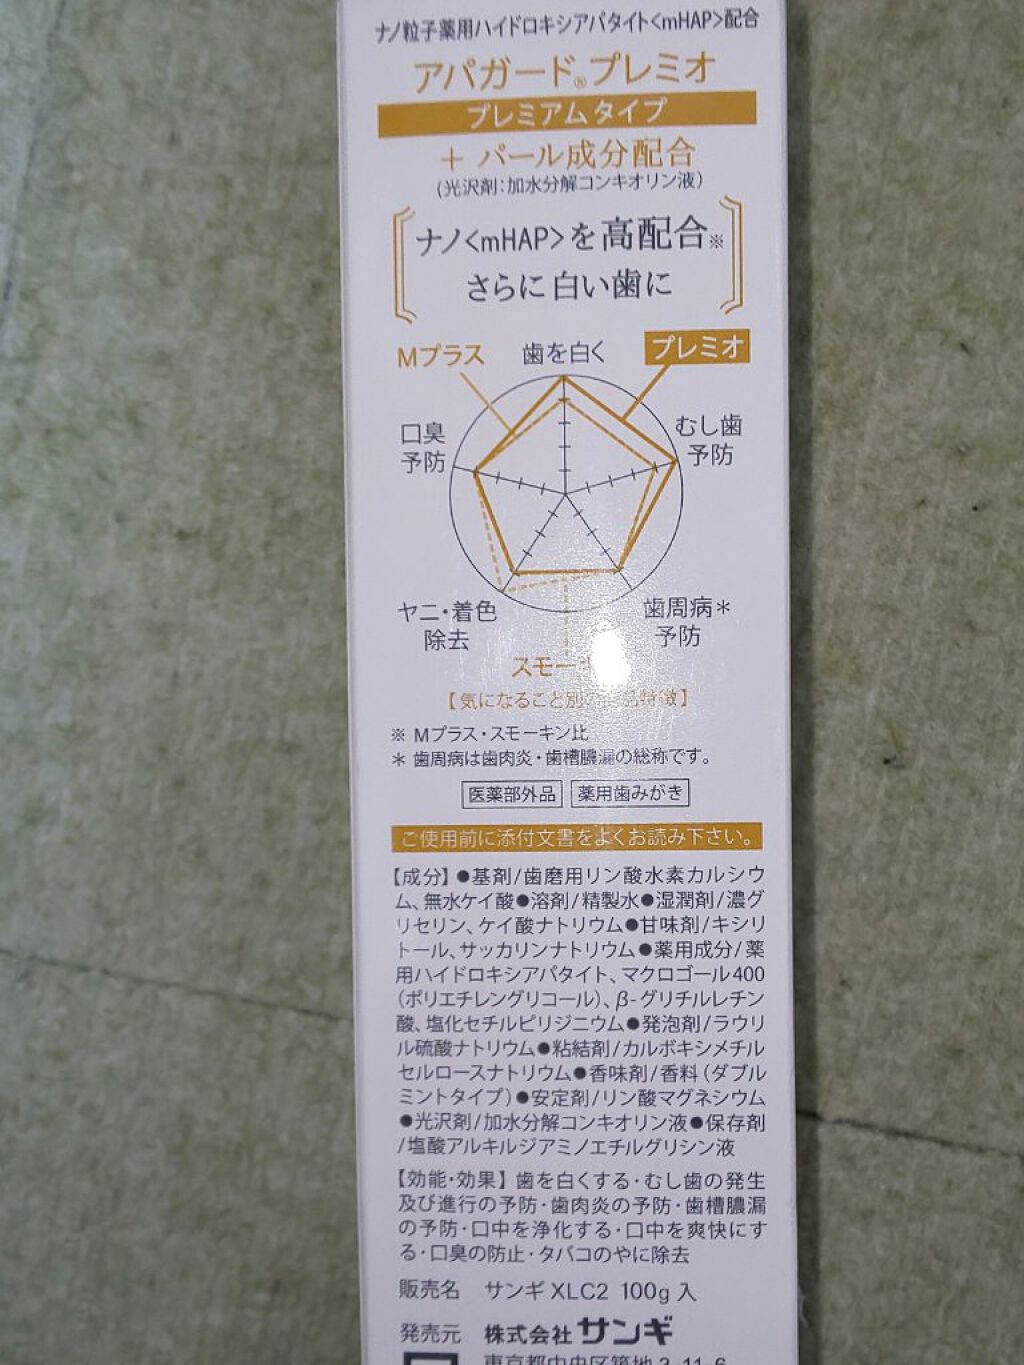 ナノ粒子薬用ハイドロキシアパタイト<mHAP>配合
アパガード®プレミオ
プレミアムタイプ
＋ パール成分配合
(光沢剤：加水分解コンキオリン液)
ナノ<mHAP>を高配合※
さらに白い歯に
Mプラス 歯を白く プレミオ
口臭
予防
むし歯
予防
ヤニ・着色
除去
歯周病＊
予防
スモーキ
【気になること別の 特徴】
※ Mプラス・スモーキン比
＊ 歯周病は歯肉炎・歯槽膿漏の総称です。
医薬部外品 薬用歯みがき
ご使用前に添付文書をよくお読み下さい。
【成分】●基剤/歯磨用リン酸水素カルシウ
ム、無水ケイ酸●溶剤/精製水●湿潤剤/濃グ
リセリン、ケイ酸ナトリウム●甘味剤/キシリ
トール、サッカリンナトリウム●薬用成分/薬
用ハイドロキシアパタイト、マクロゴール400
（ポリエチレングリコール）、β-グリチルレチン
酸、塩化セチルピリジニウム●発泡剤/ラウリ
ル硫酸ナトリウム●粘結剤/カルボキシメチル
セルロースナトリウム●香味剤/香料（ダブル
ミントタイプ）●安定剤/リン酸マグネシウム
●光沢剤/加水分解コンキオリン液●保存剤
/塩酸アルキルジアミノエチルグリシン液
【効能・効果】歯を白くする・むし歯の発生
及び進行の予防・歯肉炎の予防・歯槽膿漏
の予防・口中を浄化する・口中を爽快にす
る・口臭の防止・タバコのやに除去
販売名 サンギ XLC2 100g 入
発売元 株式会社 サンギ
東京都中央区築地 3-11-6